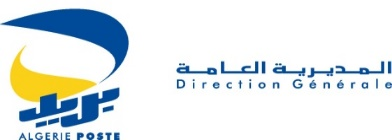 بريد
ALGERIE POSTE
المديرية العامة
Direction Générale